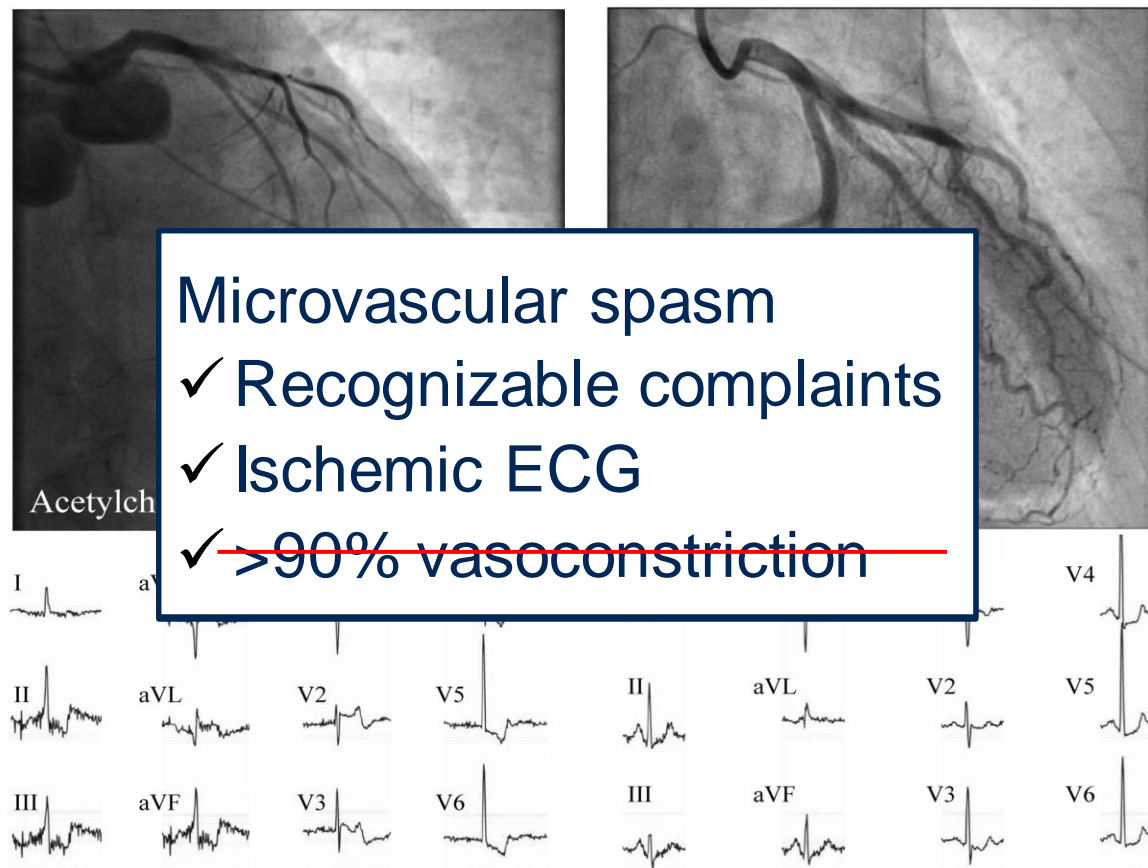 Microvascular spasm
✓ Recognizable complaints
✓ Ischemic ECG
✓ >90% vasoconstriction
Acetylch
I
V4
II aVL V2 V5 II aVL V2 V5
III aVF V3 V6 III aVF V3 V6